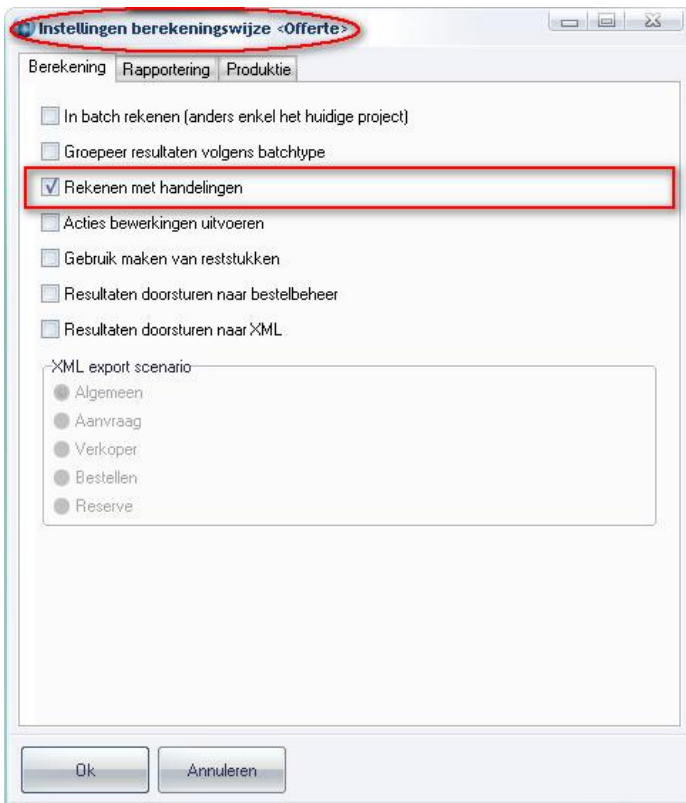 Instellingen berekeningswijze <Offerte>
Berekening Rapportering Produktie
In batch rekenen (anders enkel het huidige project)
Groepeer resultaten volgens batchtype
Rekenen met handelingen
Acties bewerkingen uitvoeren
Gebruik maken van reststukken
Resultaten doorsturen naar bestelbeheer
Resultaten doorsturen naar XML
XML export scenario
Algemeen
Aanvraag
Verkoper
Bestellen
Reserve
Ok Annuleren